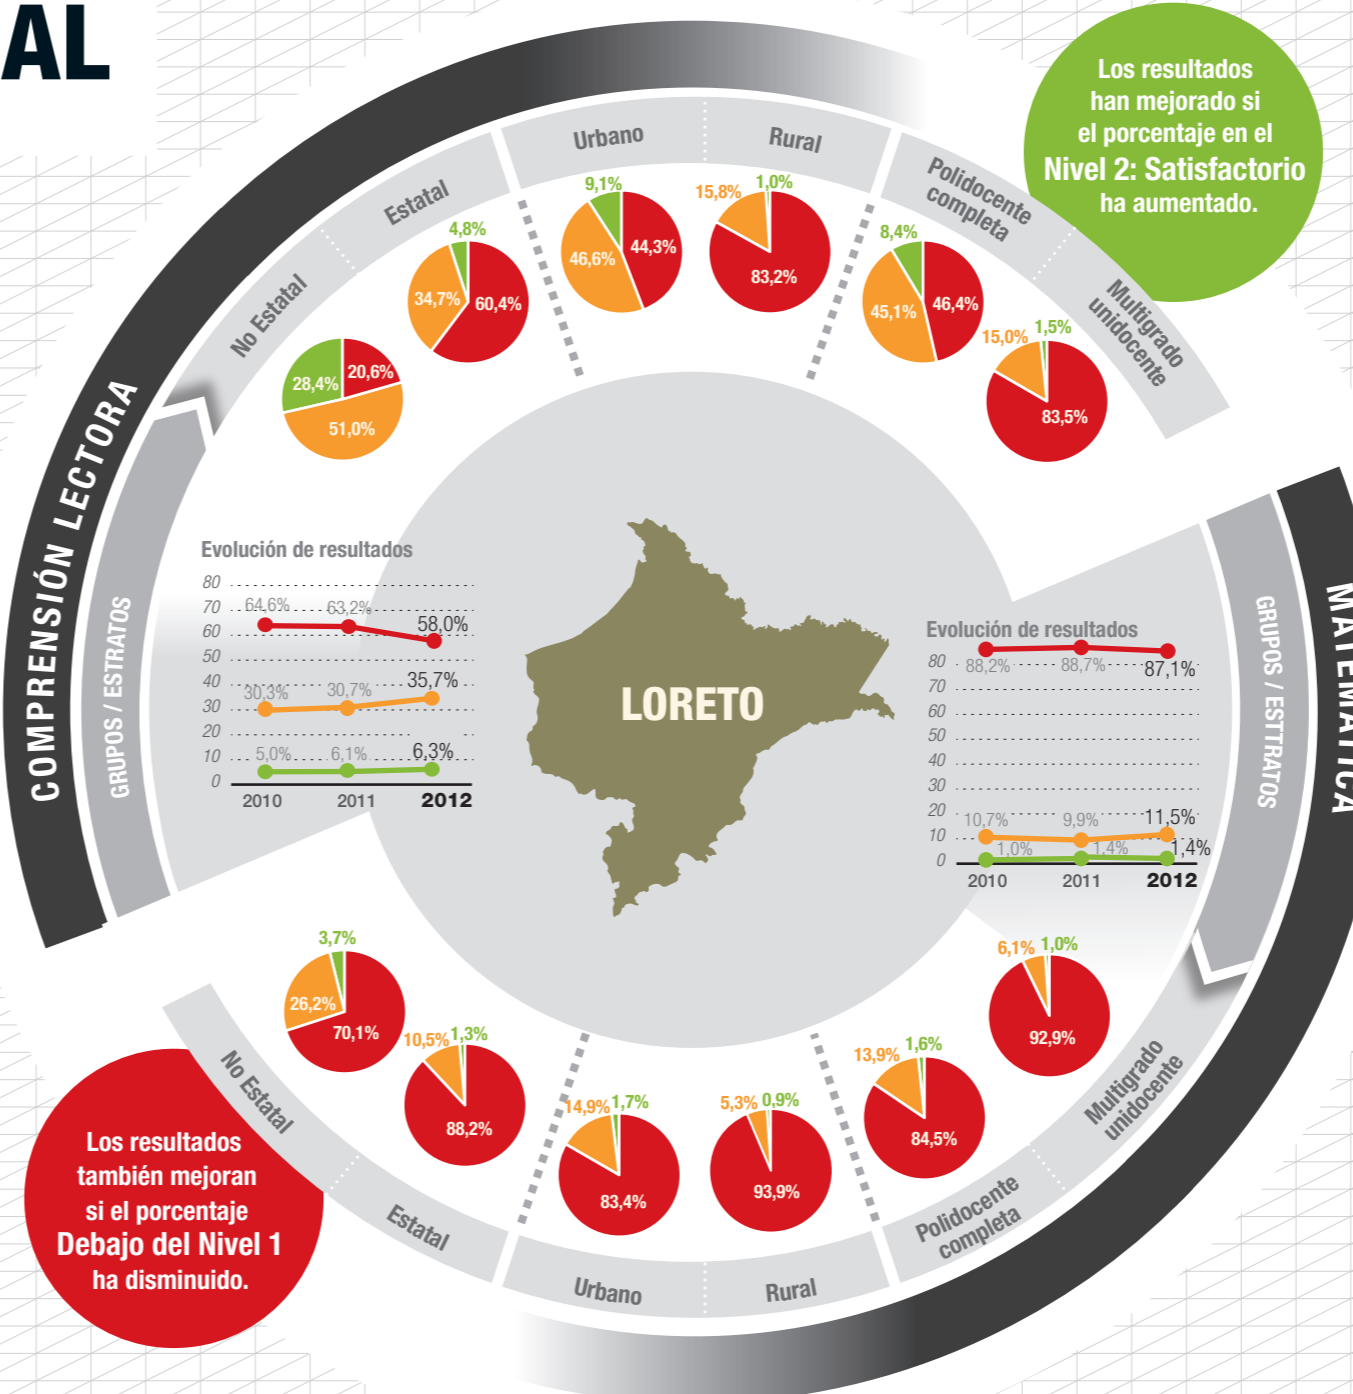 AL
Los resultados
han mejorado si
el porcentaje en el
Nivel 2: Satisfactorio
ha aumentado.
COMPRENSIÓN LECTORA
GRUPOS / ESTRATOS
No Estatal
Estatal
Urbano
Rural
Polidocente
completa
Multigrado
unidocente
28,4%
20,6%
51,0%
4,8%
34,7%
60,4%
9,1%
46,6%
44,3%
15,8%
1,0%
83,2%
8,4%
45,1%
46,4%
15,0%
1,5%
83,5%
Evolución de resultados
80
70
60
50
40
30
20
10
0
64,6%
63,2%
58,0%
30,3%
30,7%
35,7%
5,0%
6,1%
6,3%
2010
2011
2012
LORETO
Evolución de resultados
80
70
60
50
40
30
20
10
0
88,2%
88,7%
87,1%
10,7%
9,9%
11,5%
1,0%
1,4%
1,4%
2010
2011
2012
MATEMÁTICA
GRUPOS / ESTTRATOS
3,7%
26,2%
70,1%
10,5%
1,3%
88,2%
14,9%
1,7%
83,4%
5,3%
0,9%
93,9%
13,9%
1,6%
84,5%
6,1%
1,0%
92,9%
No Estatal
Estatal
Urbano
Rural
Polidocente
completa
Multigrado
unidocente
Los resultados
también mejoran
si el porcentaje
Debajo del Nivel 1
ha disminuido.